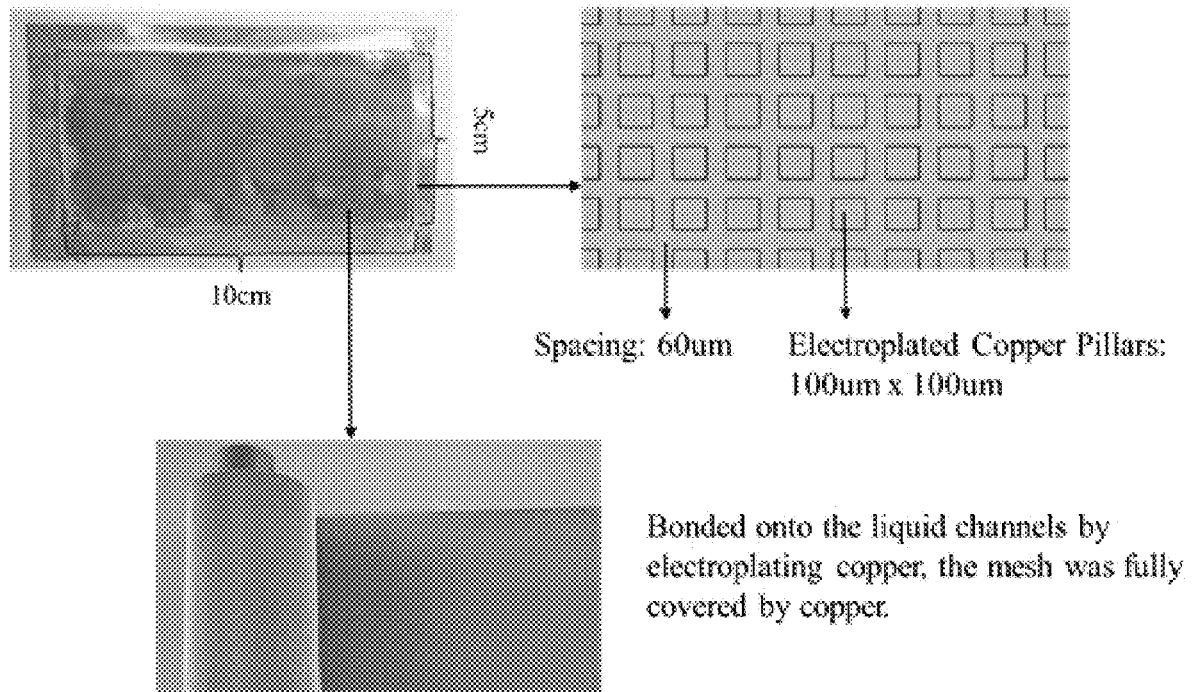 5cm
10cm
Spacing: 60um
Electroplated Copper Pillars:
100um x 100um
Bonded onto the liquid channels by
electroplating copper, the mesh was fully
covered by copper.